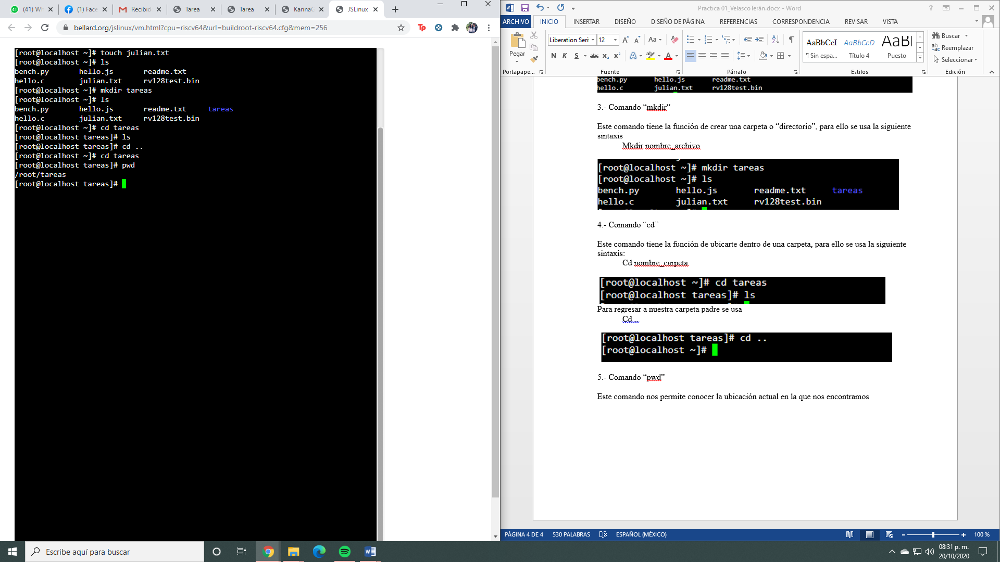 (41) Wh
(1) Face
Recibid
Tarea
Tarea
KarinaG
JSLinux
bellard.org/jslinux/vm.html?cpu=riscv64&url=buildroot-riscv64.cfg&mem=256
[root@localhost ~]# touch julian.txt
[root@localhost ~]# ls
bench.py hello.js readme.txt
hello.c julian.txt rv128test.bin
[root@localhost ~]# mkdir tareas
[root@localhost ~]# ls
bench.py hello.js readme.txt tareas
hello.c julian.txt rv128test.bin
[root@localhost ~]# cd tareas
[root@localhost tareas]# ls
[root@localhost tareas]# cd ..
[root@localhost ~]# cd tareas
[root@localhost tareas]# pwd
/root/tareas
[root@localhost tareas]#
Practica 01_VelascoTerán.docx - Word
ARCHIVO INICIO INSERTAR DISEÑO DISEÑO DE PÁGINA REFERENCIAS CORRESPONDENCIA REVISAR VISTA
Pegar
Portapape...
Liberation Seri 12
Aa
N K S abc x₂ x²
Fuente
Párrafo
AaBbCcI AaBbCcD AaBl
¶ Sin espa... Título 4 Puesto
Estilos
Buscar
Reemplazar
Seleccionar
Edición
bench.py hello.js readme.txt
hello.c julian.txt rv128test.bin
3.- Comando “mkdir”
Este comando tiene la función de crear una carpeta o “directorio”, para ello se usa la siguiente
sintaxis
Mkdir nombre_archivo
[root@localhost ~]# mkdir tareas
[root@localhost ~]# ls
bench.py hello.js readme.txt tareas
hello.c julian.txt rv128test.bin
4.- Comando “cd”
Este comando tiene la función de ubicarte dentro de una carpeta, para ello se usa la siguiente
sintaxis:
Cd nombre_carpeta
[root@localhost ~]# cd tareas
[root@localhost tareas]# ls
Para regresar a nuestra carpeta padre se usa
Cd...
[root@localhost tareas]# cd ..
[root@localhost ~]#
5.- Comando “pwd”
Este comando nos permite conocer la ubicación actual en la que nos encontramos
PÁGINA 4 DE 4 530 PALABRAS ESPAÑOL (MÉXICO) 100 %
Escribe aquí para buscar
08:31 p. m.
20/10/2020